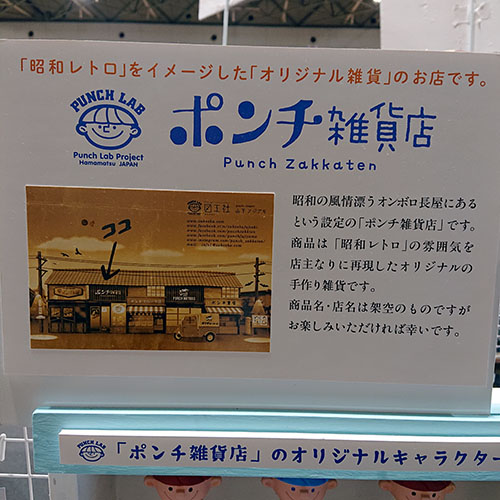 「昭和レトロ」をイメージした「オリジナル雑貨」のお店です。
PUNCH LAB
Punch Lab Project
Hamamatsu JAPAN
ポンチ雑貨店
Punch Zakkaten
ココ
昭和の風情漂うオンボロ長屋にある
という設定の「ポンチ雑貨店」です。
商品は「昭和レトロ」の雰囲気を
店主なりに再現したオリジナルの
手作り雑貨です。
商品名・店名は架空のものですが
お楽しみいただければ幸いです。
PUNCH LAB
「ポンチ雑貨店」のオリジナルキャラクター